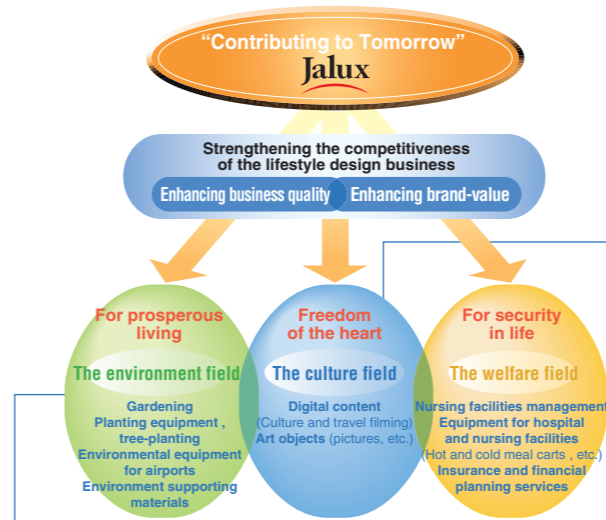 “Contributing to Tomorrow”
Jalux
Strengthening the competitiveness
of the lifestyle design business
Enhancing business quality
Enhancing brand-value
For prosperous
living
The environment field
Gardening
Planting equipment ,
tree-planting
Environmental equipment
for airports
Environment supporting
materials
Freedom
of the heart
The culture field
Digital content
(Culture and travel filming)
Art objects (pictures, etc.)
For security
in life
The welfare field
Nursing facilities management
Equipment for hospital
and nursing facilities
(Hot and cold meal carts , etc.)
Insurance and financial
planning services